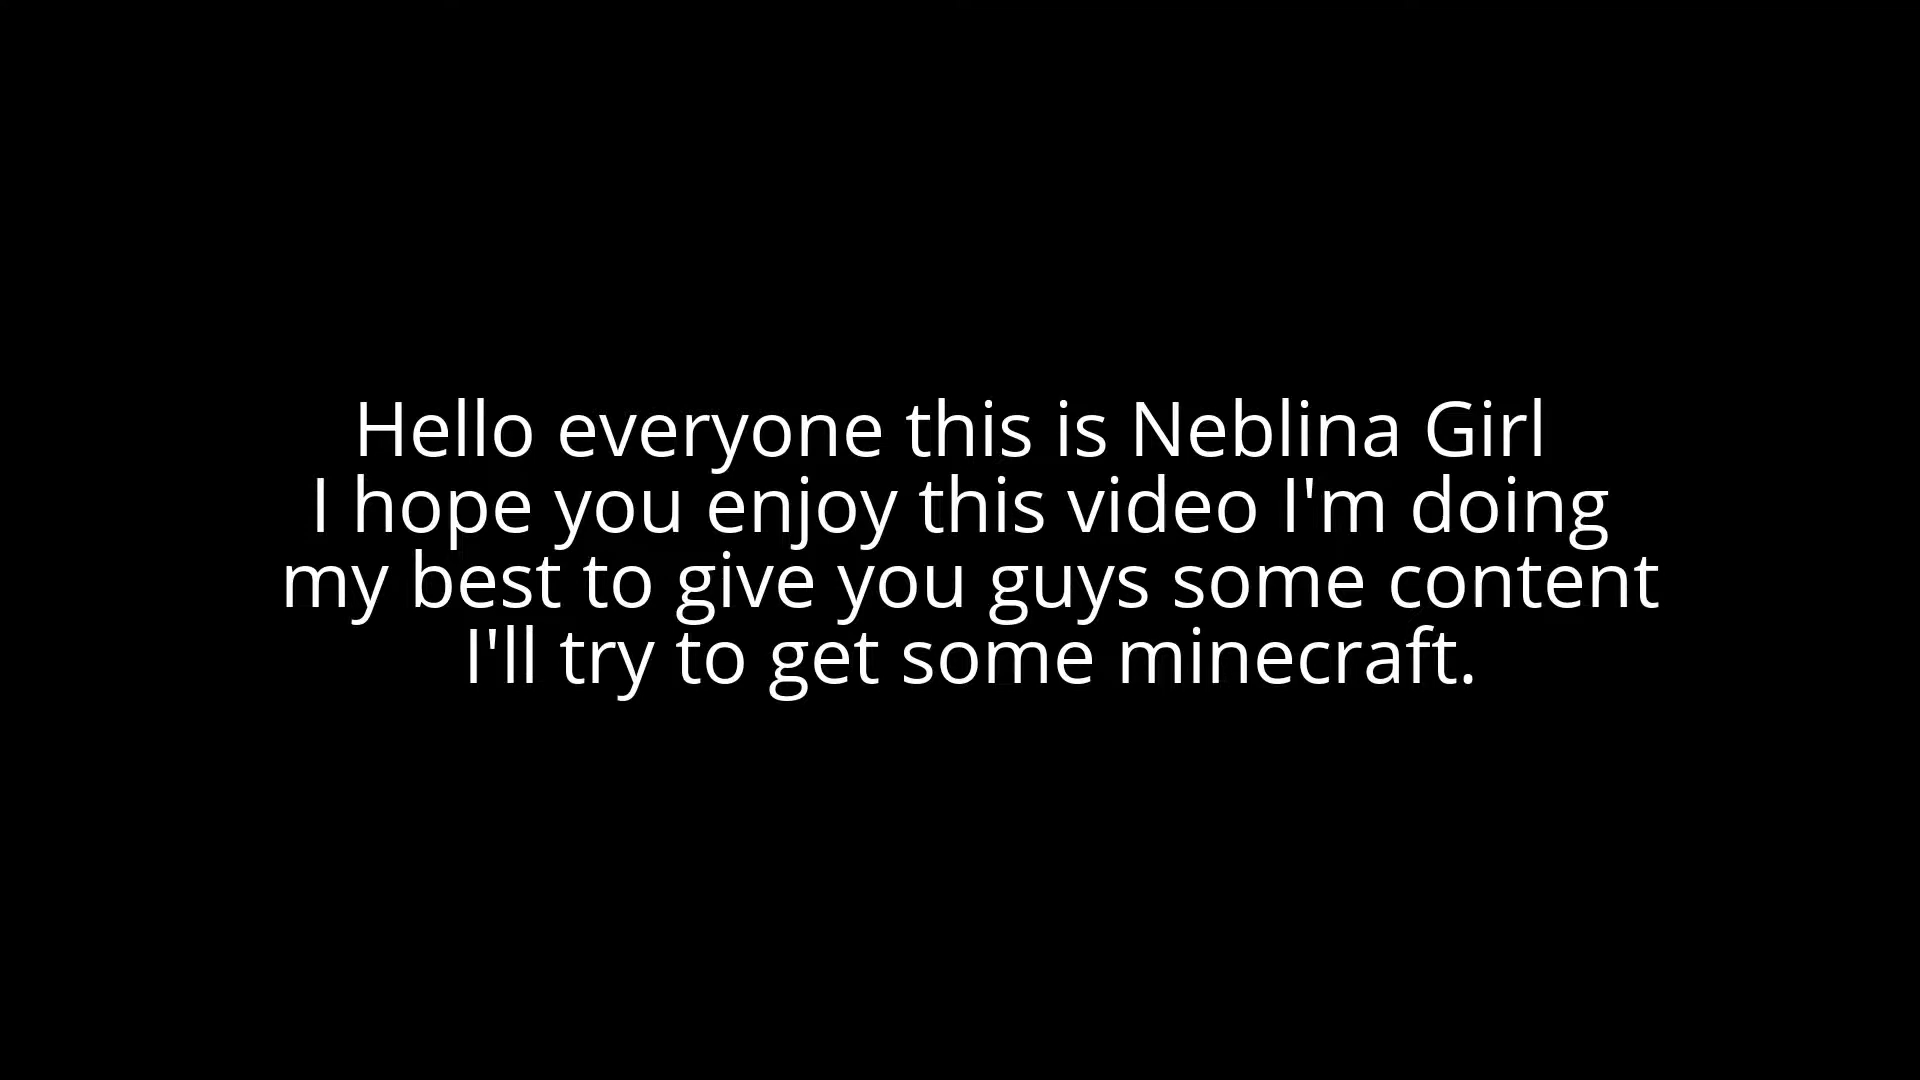 Hello everyone this is Neblina Girl
I hope you enjoy this video I'm doing
my best to give you guys some content
I'll try to get some minecraft.